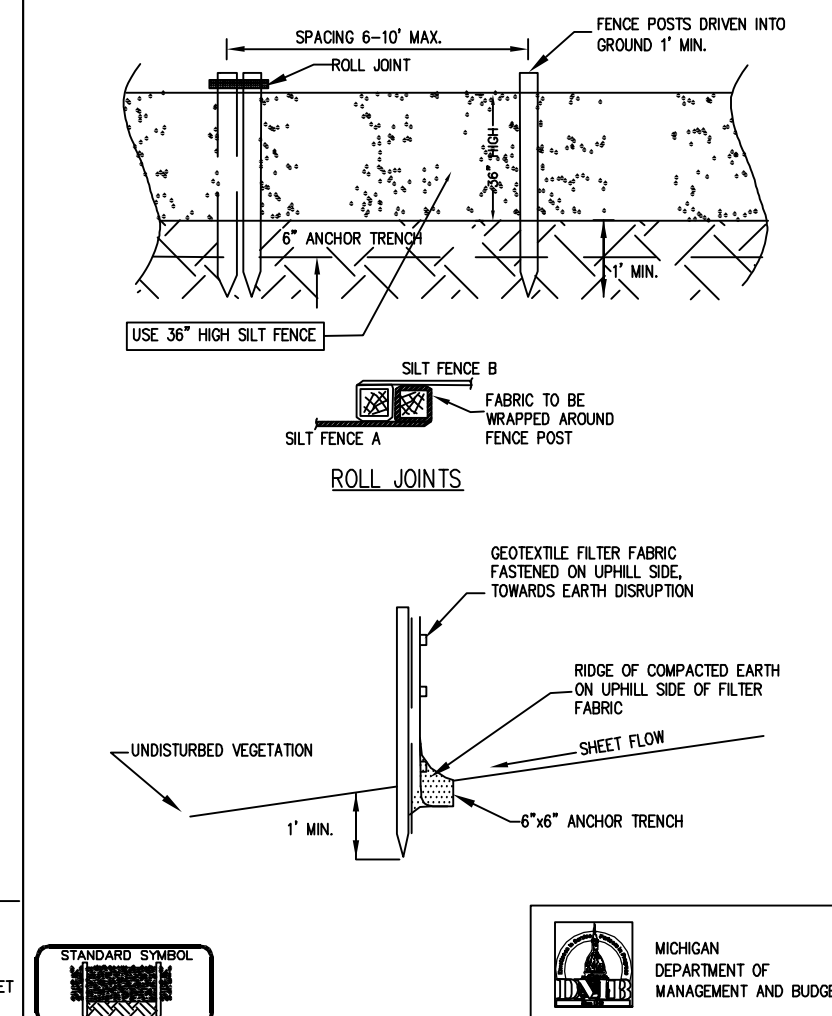 SPACING 6-10' MAX.
FENCE POSTS DRIVEN INTO
GROUND 1' MIN.
ROLL JOINT
36" HIGH
6" ANCHOR TRENCH
1' MIN.
USE 36" HIGH SILT FENCE
SILT FENCE B
FABRIC TO BE
WRAPPED AROUND
FENCE POST
SILT FENCE A
ROLL JOINTS
GEOTEXTILE FILTER FABRIC
FASTENED ON UPHILL SIDE,
TOWARDS EARTH DISRUPTION
RIDGE OF COMPACTED EARTH
ON UPHILL SIDE OF FILTER
FABRIC
SHEET FLOW
UNDISTURBED VEGETATION
1' MIN.
6"x6" ANCHOR TRENCH
STANDARD SYMBOL
ET
DMB
MICHIGAN
DEPARTMENT OF
MANAGEMENT AND BUDGE